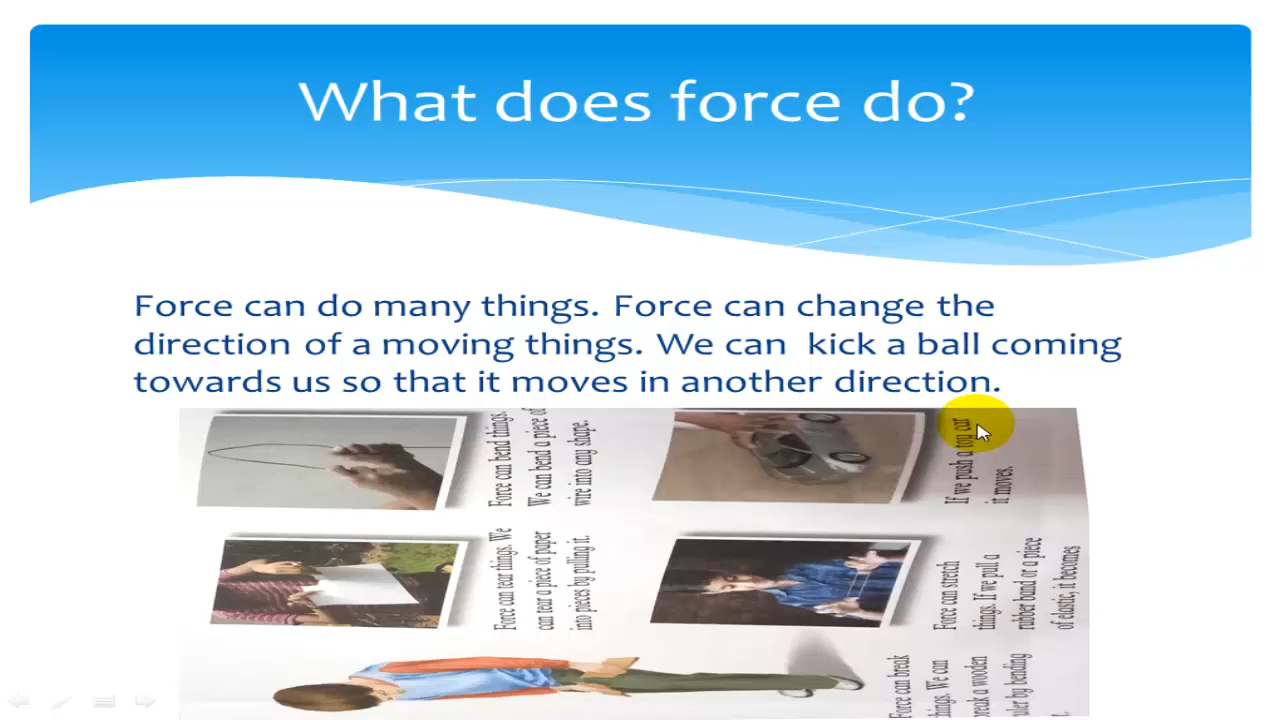 What does force do?
Force can do many things. Force can change the
direction of a moving things. We can kick a ball coming
towards us so that it moves in another direction.
Force can bend things.
We can bend a piece of
wire into any shape.
If we push a toy car
it moves.
Force can tear things. We
can tear a piece of paper
into pieces by pulling it.
Force can stretch
things. If we pull a
rubber band or a piece
of elastic, it becomes
Force can break
things. We can
break a wooden
ruler by bending